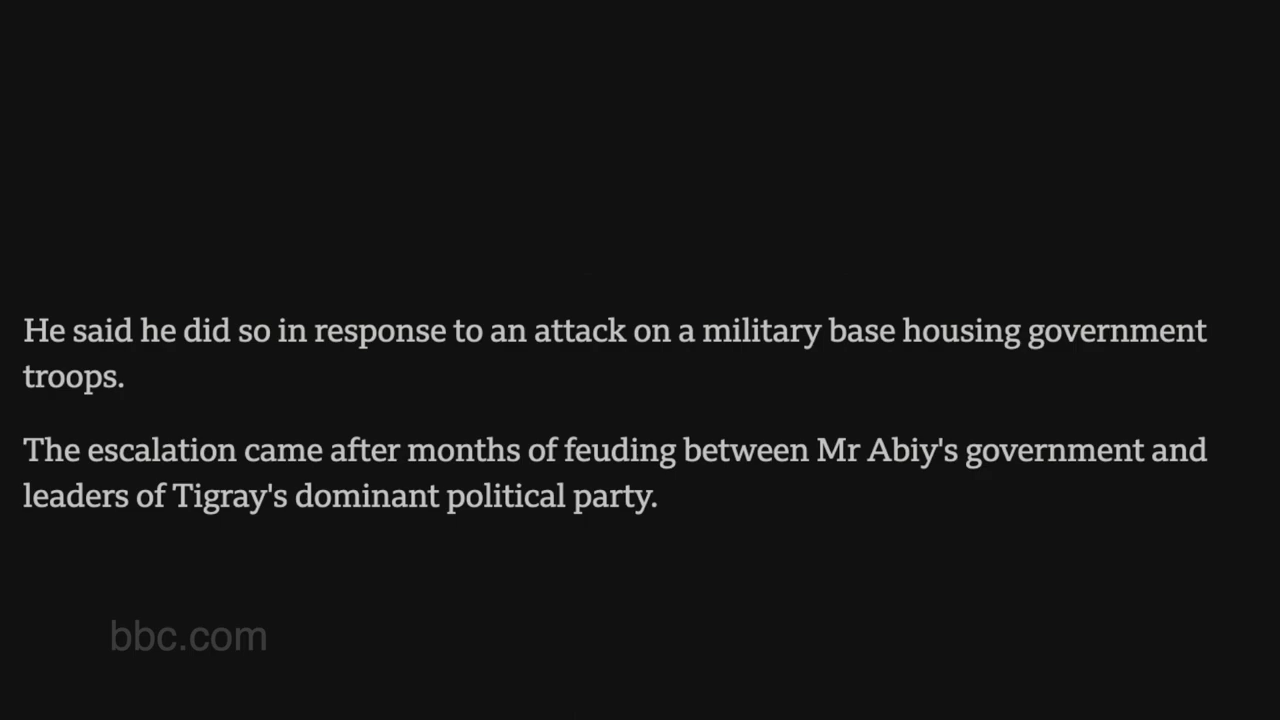 He said he did so in response to an attack on a military base housing government
troops.
The escalation came after months of feuding between Mr Abiy's government and
leaders of Tigray's dominant political party.
bbc.com